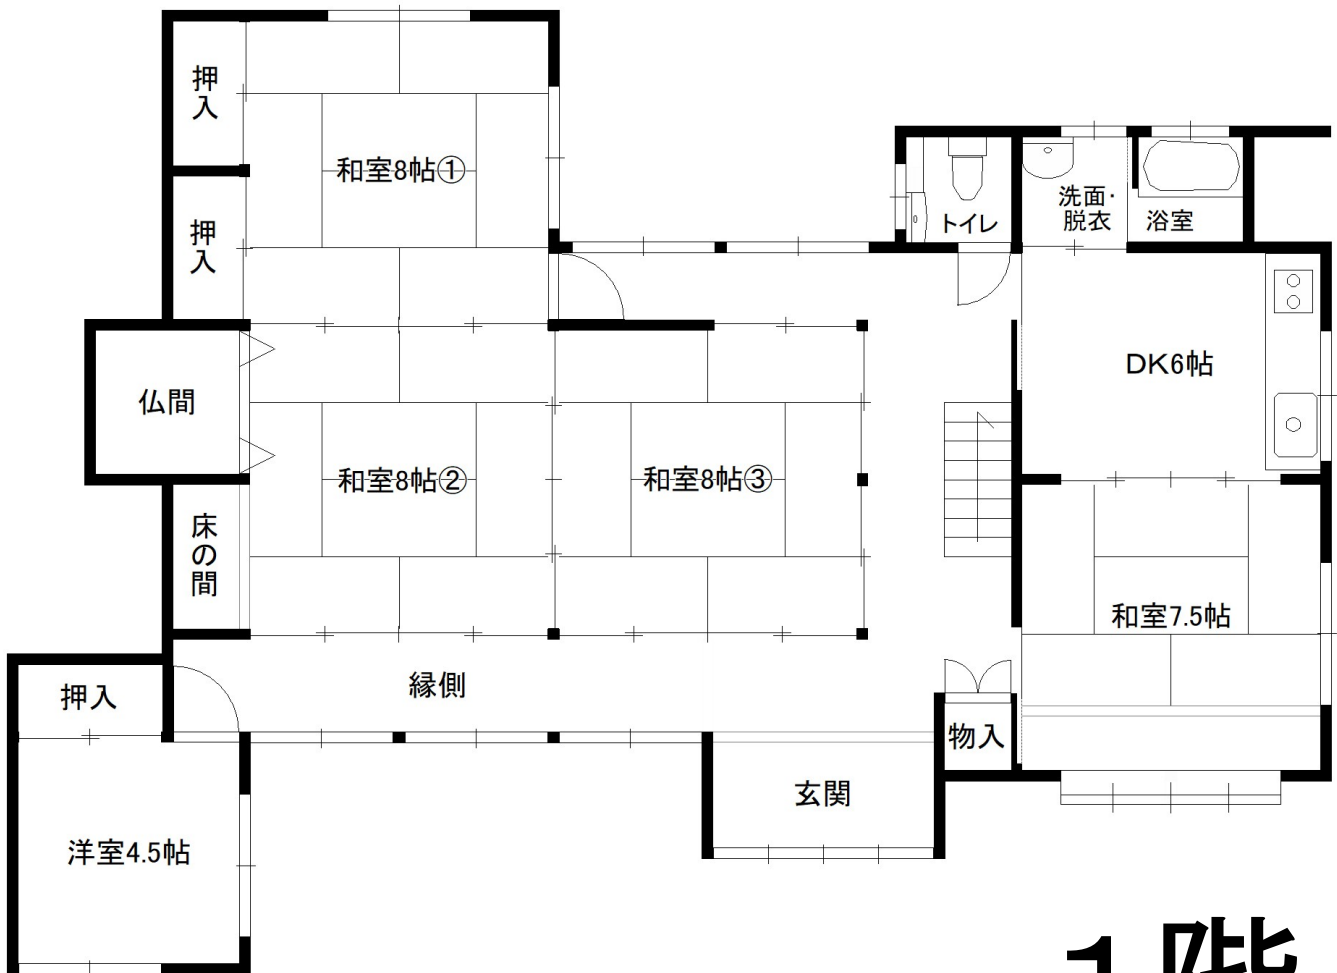 押入
和室8帖①
押入
トイレ
洗面・
脱衣
浴室
仏間
DK6帖
和室8帖②
和室8帖③
床の間
和室7.5帖
押入
縁側
物入
玄関
洋室4.5帖
1階